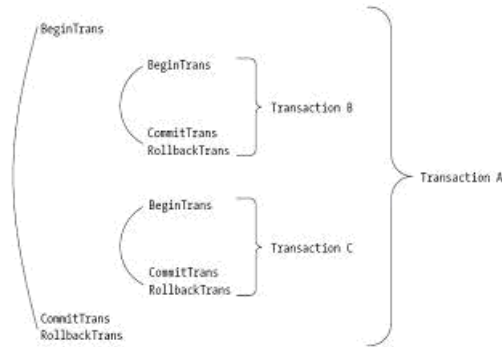 BeginTrans
BeginTrans
Transaction B
CommitTrans
RollbackTrans
Transaction A
BeginTrans
Transaction C
CommitTrans
RollbackTrans
CommitTrans
RollbackTrans